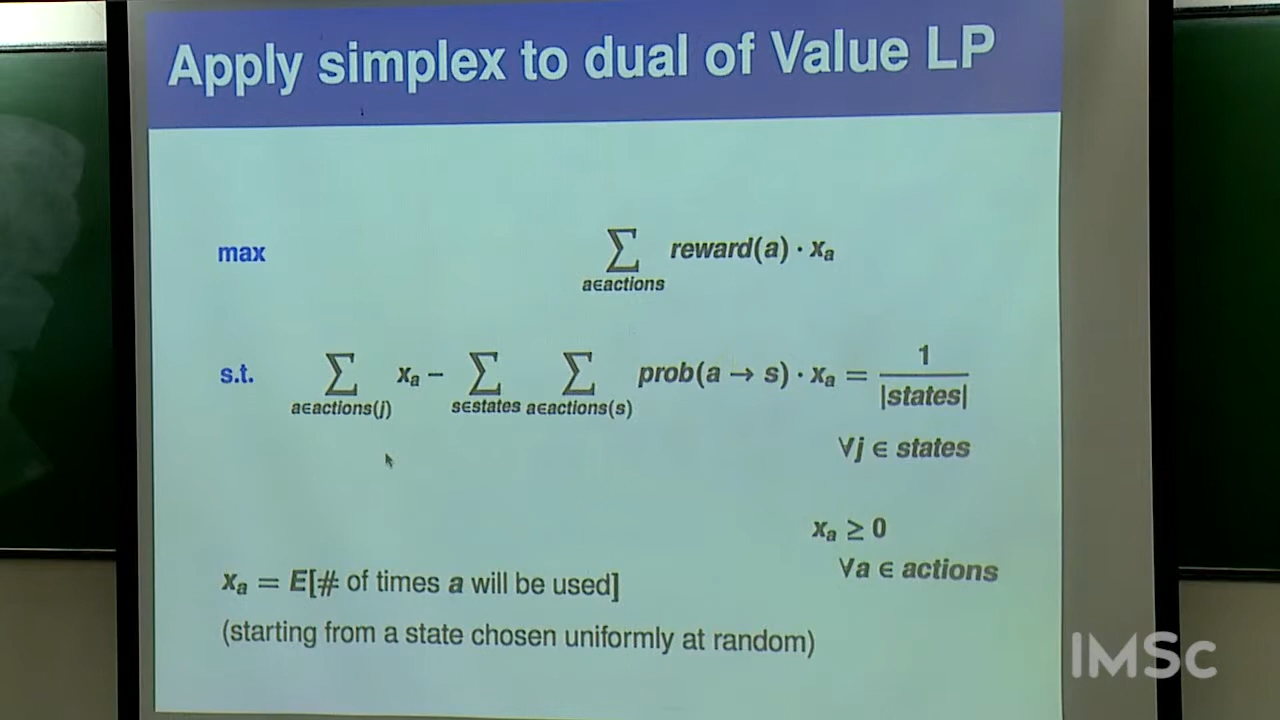 Apply simplex to dual of Value LP
max ∑ reward(a) · xₐ
a∈actions
s.t. ∑ xₐ − ∑ ∑ prob(a → s) · xₐ = 1 / |states|
a∈actions(j) s∈states a∈actions(s)
∀j ∈ states
xₐ ≥ 0
∀a ∈ actions
xₐ = E[# of times a will be used]
(starting from a state chosen uniformly at random)
IMSc